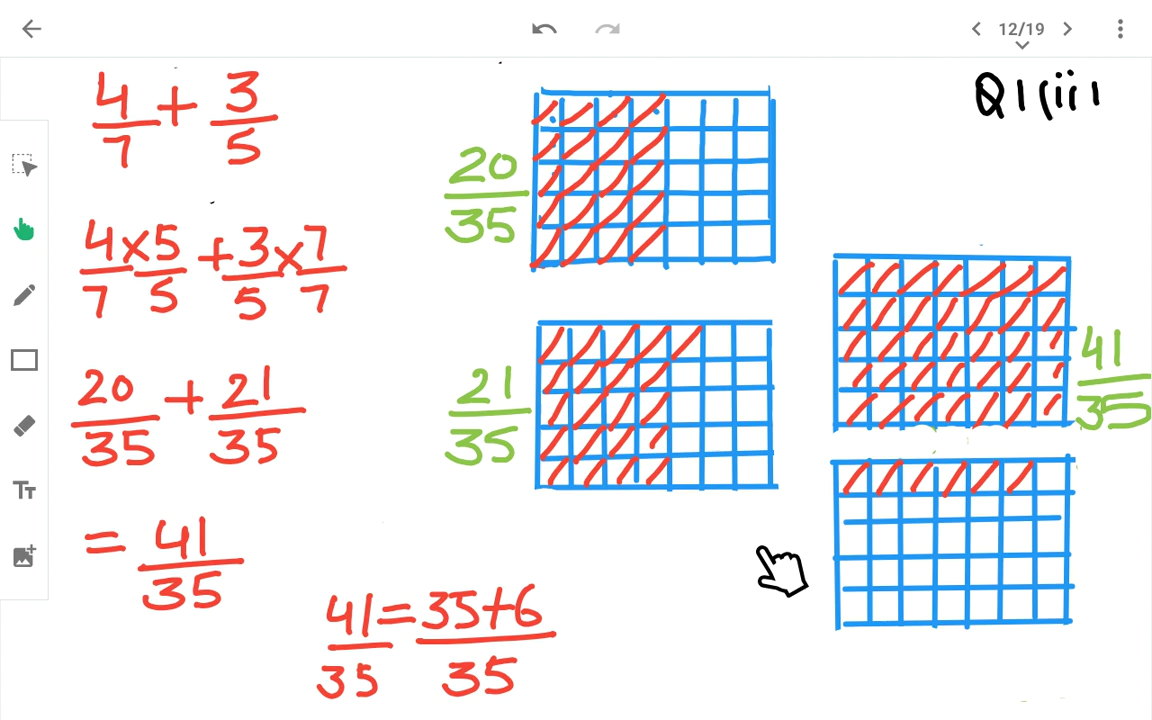 12/19
Q1(iii
4/7 + 3/5
4/7 × 5/5 + 3/5 × 7/7
20/35 + 21/35
= 41/35
41/35 = 35+6/35
20/35
21/35
41/35
Tт